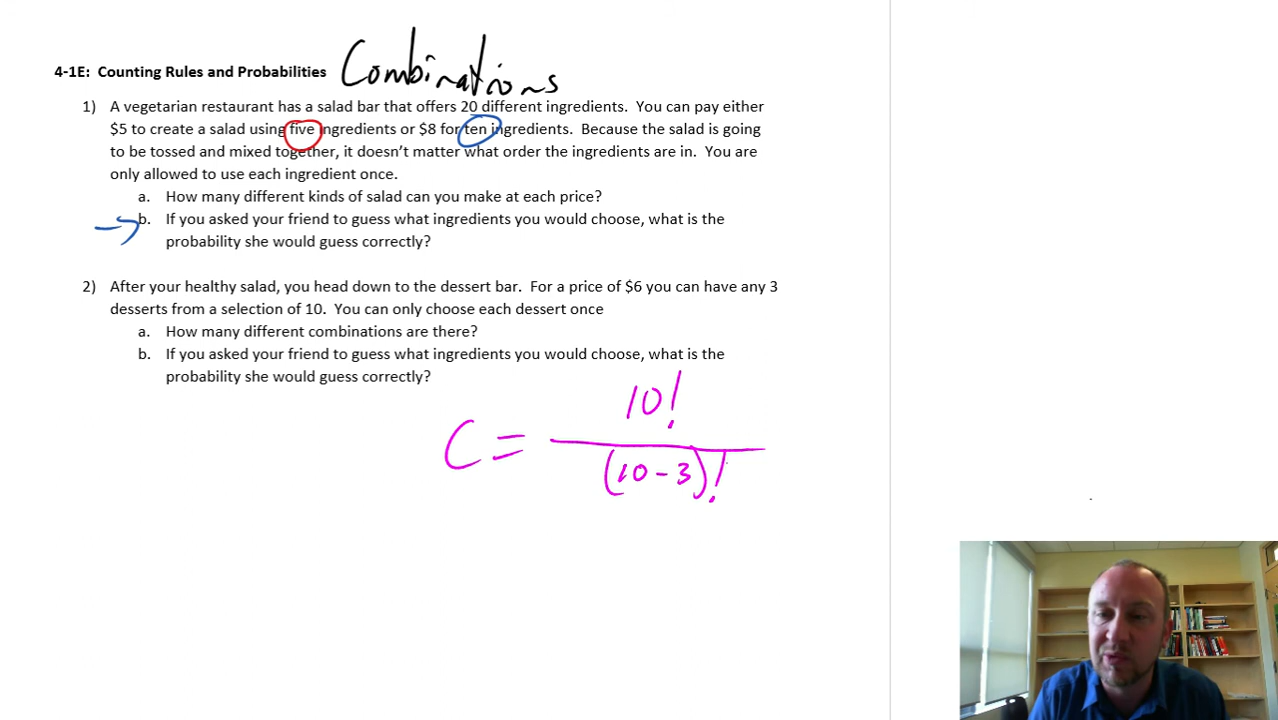 Combinations
4-1E: Counting Rules and Probabilities
1) A vegetarian restaurant has a salad bar that offers 20 different ingredients. You can pay either
$5 to create a salad using five ingredients or $8 for ten ingredients. Because the salad is going
to be tossed and mixed together, it doesn't matter what order the ingredients are in. You are
only allowed to use each ingredient once.
a. How many different kinds of salad can you make at each price?
b. If you asked your friend to guess what ingredients you would choose, what is the
probability she would guess correctly?
2) After your healthy salad, you head down to the dessert bar. For a price of $6 you can have any 3
desserts from a selection of 10. You can only choose each dessert once
a. How many different combinations are there?
b. If you asked your friend to guess what ingredients you would choose, what is the
probability she would guess correctly?
10!
C =
(10-3)!